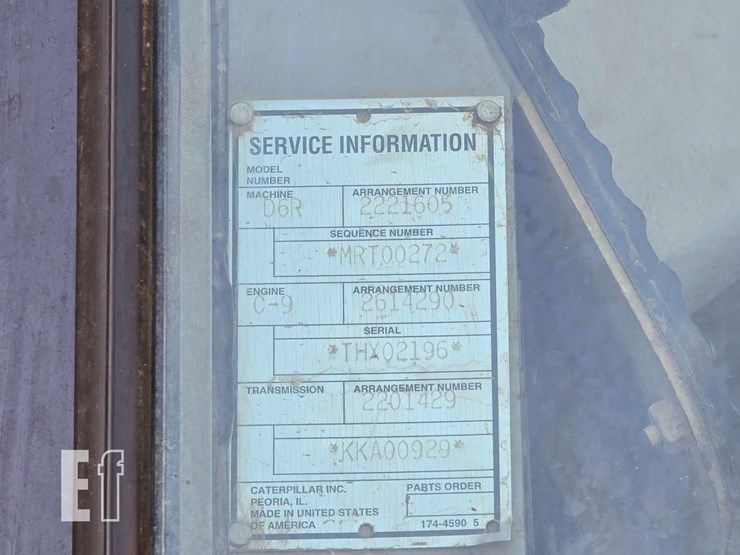 SERVICE INFORMATION
MODEL
NUMBER
MACHINE ARRANGEMENT NUMBER
D6R 2221605
SEQUENCE NUMBER
*MRT00272*
ENGINE ARRANGEMENT NUMBER
C-9 2614290
SERIAL
*THX02196*
TRANSMISSION ARRANGEMENT NUMBER
2201429
*KKA00929*
CATERPILLAR INC. PARTS ORDER
PEORIA, IL.
MADE IN UNITED STATES
OF AMERICA 174-4590 5
Ef